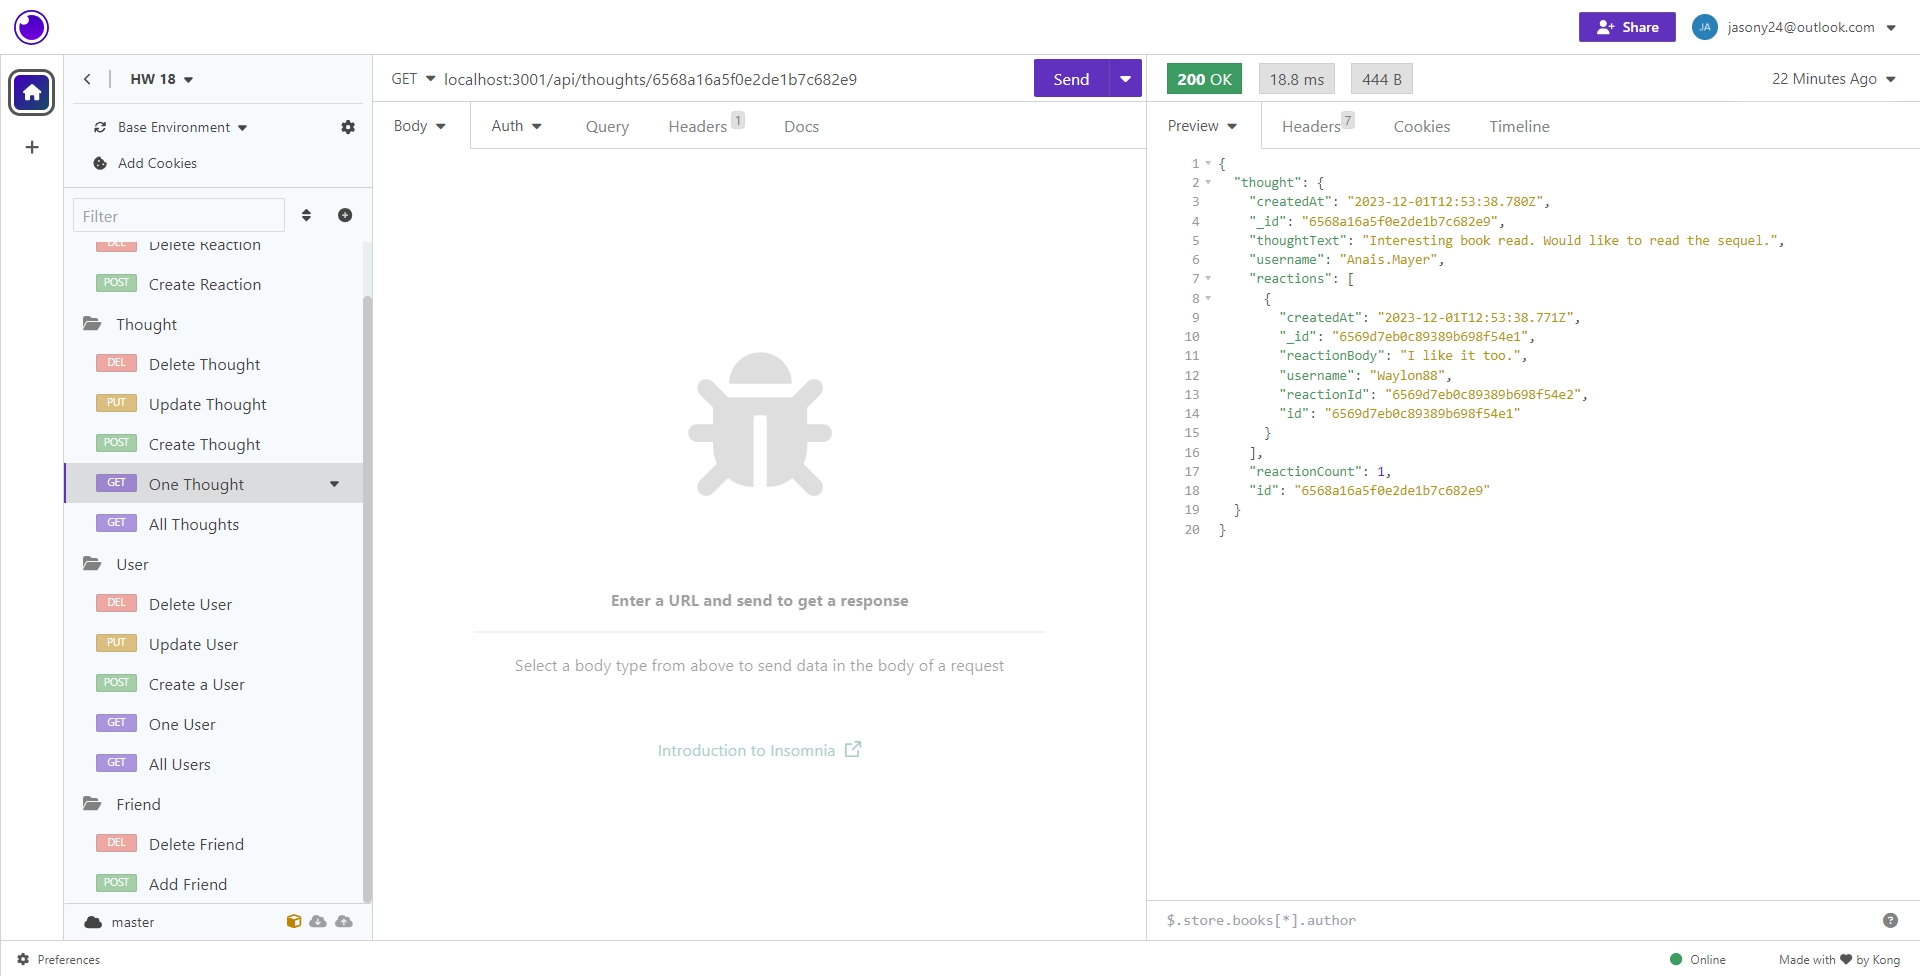 Share
JA
jasony24@outlook.com
HW 18
Base Environment
Add Cookies
Filter
DEL Delete Reaction
POST Create Reaction
Thought
DEL Delete Thought
PUT Update Thought
POST Create Thought
GET One Thought
GET All Thoughts
User
DEL Delete User
PUT Update User
POST Create a User
GET One User
GET All Users
Friend
DEL Delete Friend
POST Add Friend
master
Preferences
GET localhost:3001/api/thoughts/6568a16a5f0e2de1b7c682e9
Send
Body Auth Query Headers 1 Docs
Enter a URL and send to get a response
Select a body type from above to send data in the body of a request
Introduction to Insomnia
200 OK 18.8 ms 444 B 22 Minutes Ago
Preview Headers 7 Cookies Timeline
1 {
2 "thought": {
3 "createdAt": "2023-12-01T12:53:38.780Z",
4 "_id": "6568a16a5f0e2de1b7c682e9",
5 "thoughtText": "Interesting book read. Would like to read the sequel.",
6 "username": "Anais.Mayer",
7 "reactions": [
8 {
9 "createdAt": "2023-12-01T12:53:38.771Z",
10 "_id": "6569d7eb0c89389b698f54e1",
11 "reactionBody": "I like it too.",
12 "username": "Waylon88",
13 "reactionId": "6569d7eb0c89389b698f54e2",
14 "id": "6569d7eb0c89389b698f54e1"
15 }
16 ],
17 "reactionCount": 1,
18 "id": "6568a16a5f0e2de1b7c682e9"
19 }
20 }
$.store.books[*].author
?
Online
Made with ♥ by Kong